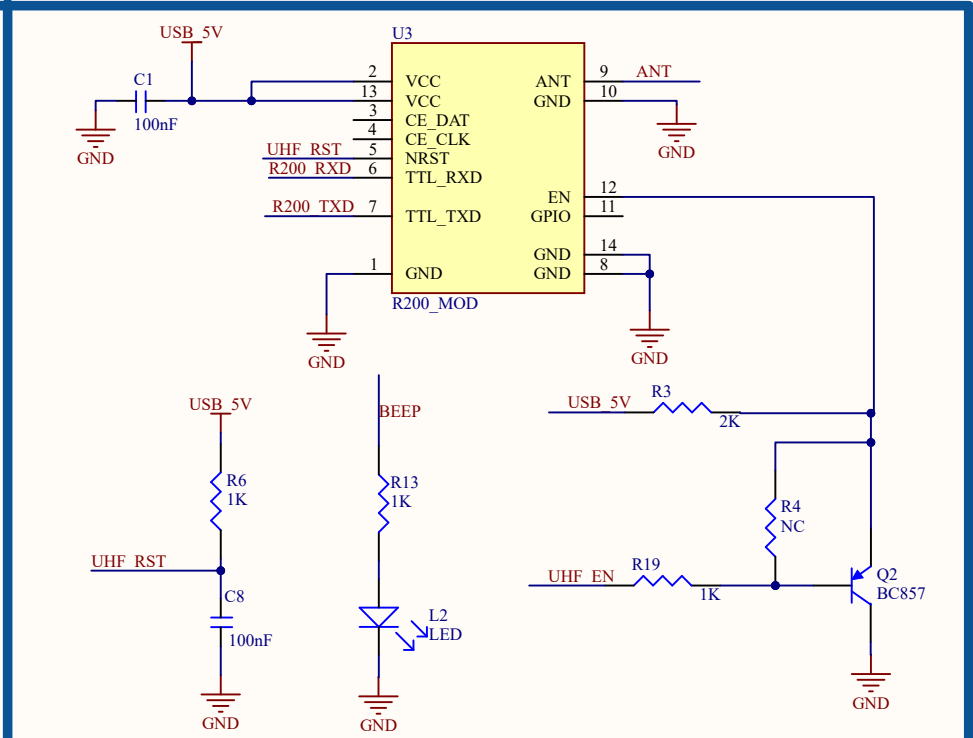 USB_5V
U3
C1
100nF
GND
2
VCC
13
VCC
3
CE_DAT
4
CE_CLK
UHF_RST
5
NRST
R200_RXD
6
TTL_RXD
R200_TXD
7
TTL_TXD
1
GND
R200_MOD
GND
ANT
9
ANT
GND
10
GND
EN
12
GPIO
11
GND
14
GND
8
GND
USB_5V
R3
2K
USB_5V
R6
1K
UHF_RST
C8
100nF
GND
BEEP
R13
1K
L2
LED
GND
R4
NC
UHF_EN
R19
1K
Q2
BC857
GND